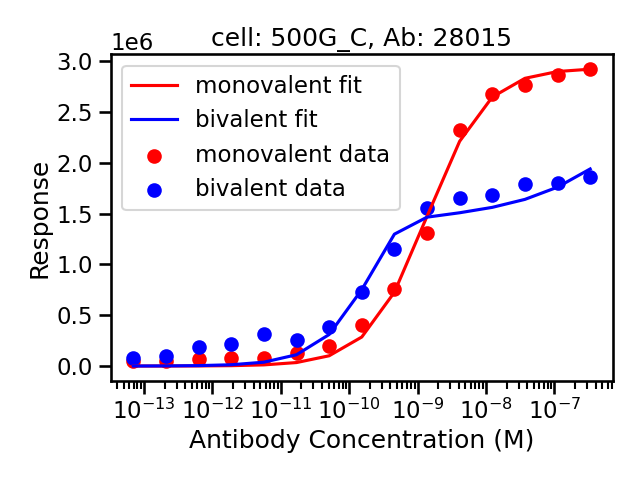 cell: 500G_C, Ab: 28015
1e6
monovalent fit
bivalent fit
monovalent data
bivalent data
3.0
2.5
2.0
1.5
1.0
0.5
0.0
Response
10⁻¹³ 10⁻¹² 10⁻¹¹ 10⁻¹⁰ 10⁻⁹ 10⁻⁸ 10⁻⁷
Antibody Concentration (M)